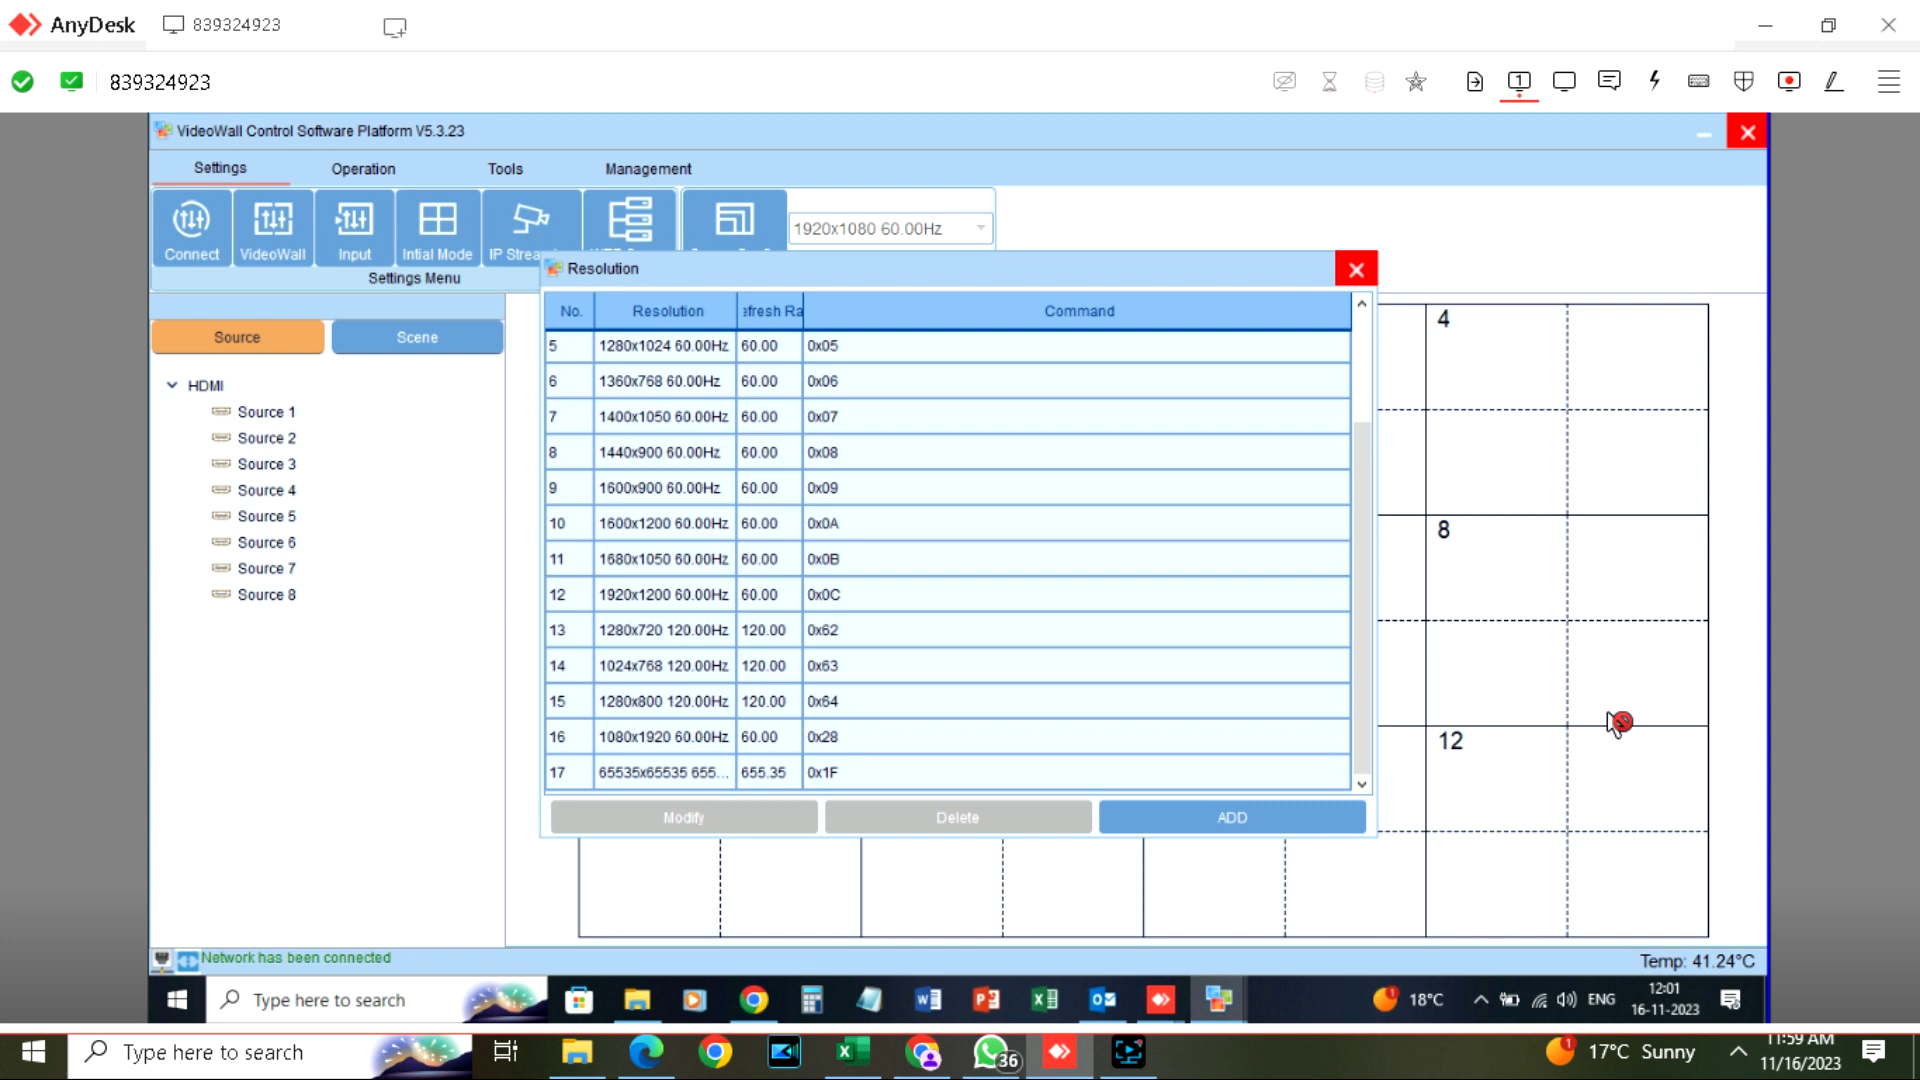 AnyDesk
839324923
839324923
1
VideoWall Control Software Platform V5.3.23
Settings
Operation
Tools
Management
Connect
VideoWall
Input
Intial Mode
IP Strea
1920x1080 60.00Hz
Settings Menu
Resolution
No. Resolution efresh Ra Command
5 1280x1024 60.00Hz 60.00 0x05
6 1360x768 60.00Hz 60.00 0x06
7 1400x1050 60.00Hz 60.00 0x07
8 1440x900 60.00Hz 60.00 0x08
9 1600x900 60.00Hz 60.00 0x09
10 1600x1200 60.00Hz 60.00 0x0A
11 1680x1050 60.00Hz 60.00 0x0B
12 1920x1200 60.00Hz 60.00 0x0C
13 1280x720 120.00Hz 120.00 0x62
14 1024x768 120.00Hz 120.00 0x63
15 1280x800 120.00Hz 120.00 0x64
16 1080x1920 60.00Hz 60.00 0x28
17 65535x65535 655... 655.35 0x1F
Modify
Delete
ADD
Source
Scene
HDMI
Source 1
Source 2
Source 3
Source 4
Source 5
Source 6
Source 7
Source 8
4
8
12
Network has been connected
Temp: 41.24°C
Type here to search
18°C
ENG
12:01
16-11-2023
Type here to search
36
17°C Sunny
11:59 AM
11/16/2023